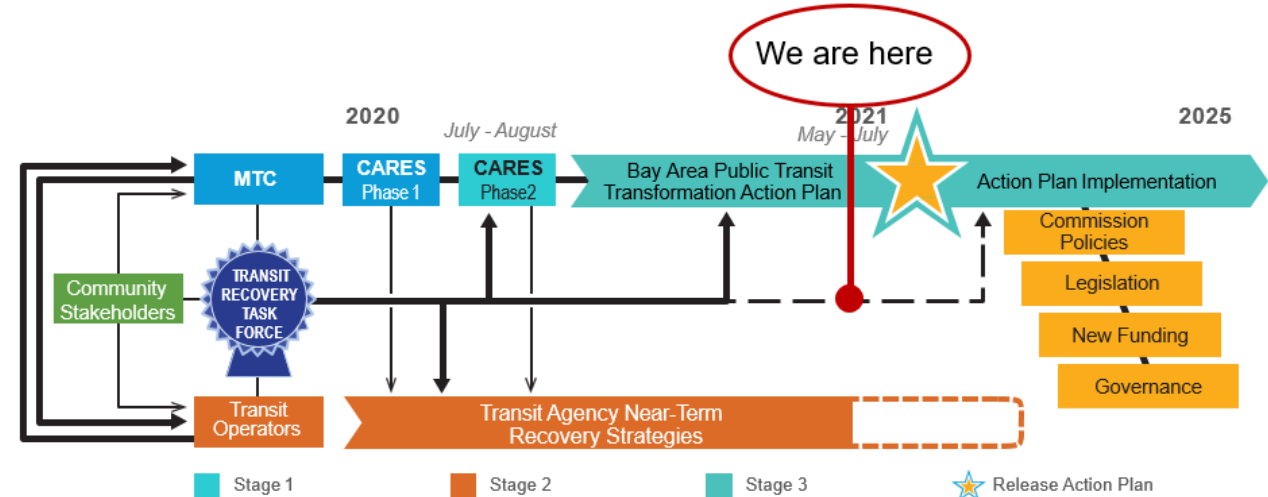 We are here
2020
2021
2025
July - August
May - July
MTC
CARES
Phase 1
CARES
Phase2
Bay Area Public Transit
Transformation Action Plan
Action Plan Implementation
Commission
Policies
Legislation
New Funding
Governance
Community
Stakeholders
TRANSIT
RECOVERY
TASK
FORCE
Transit
Operators
Transit Agency Near-Term
Recovery Strategies
Stage 1
Stage 2
Stage 3
Release Action Plan